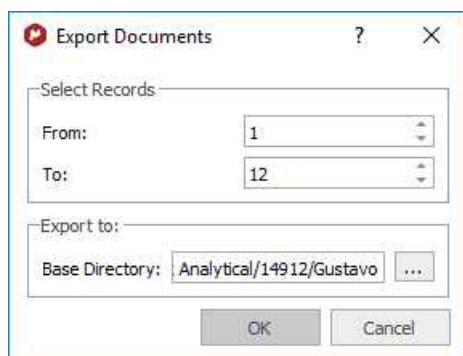 Export Documents ? X
Select Records
From: 1
To: 12
Export to:
Base Directory: Analytical/14912/Gustavo ...
OK Cancel